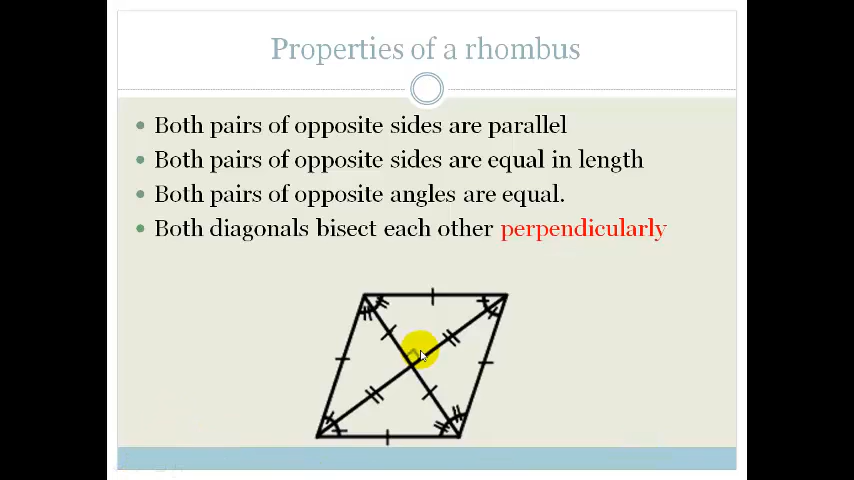 Properties of a rhombus
• Both pairs of opposite sides are parallel
• Both pairs of opposite sides are equal in length
• Both pairs of opposite angles are equal.
• Both diagonals bisect each other perpendicularly